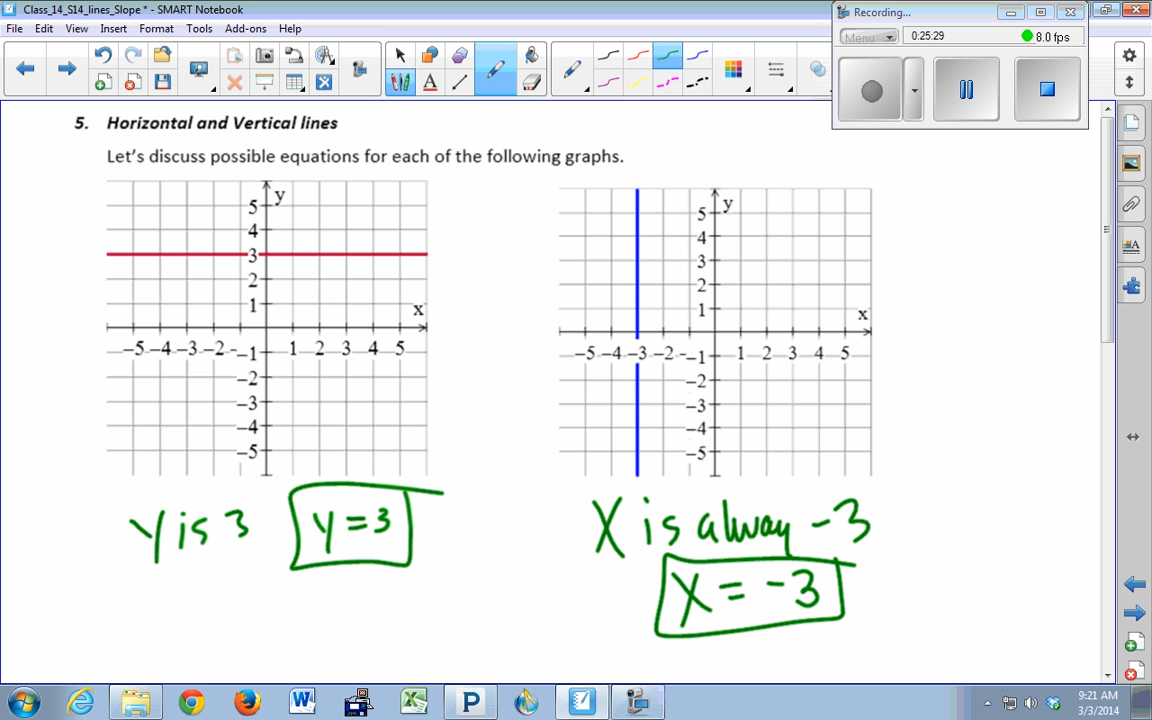 Class_14_S14_lines_Slope * - SMART Notebook
File Edit View Insert Format Tools Add-ons Help
Recording...
Menu 0:25:29 8.0 fps
5. Horizontal and Vertical lines
Let's discuss possible equations for each of the following graphs.
y
5
4
3
2
1
x
−5 −4 −3 −2 −1 1 2 3 4 5
−2
−3
−4
−5
y
5
4
3
2
1
x
−5 −4 −3 −2 −1 1 2 3 4 5
−2
−3
−4
−5
y is 3 y = 3
X is alway -3
X = -3
9:21 AM
3/3/2014